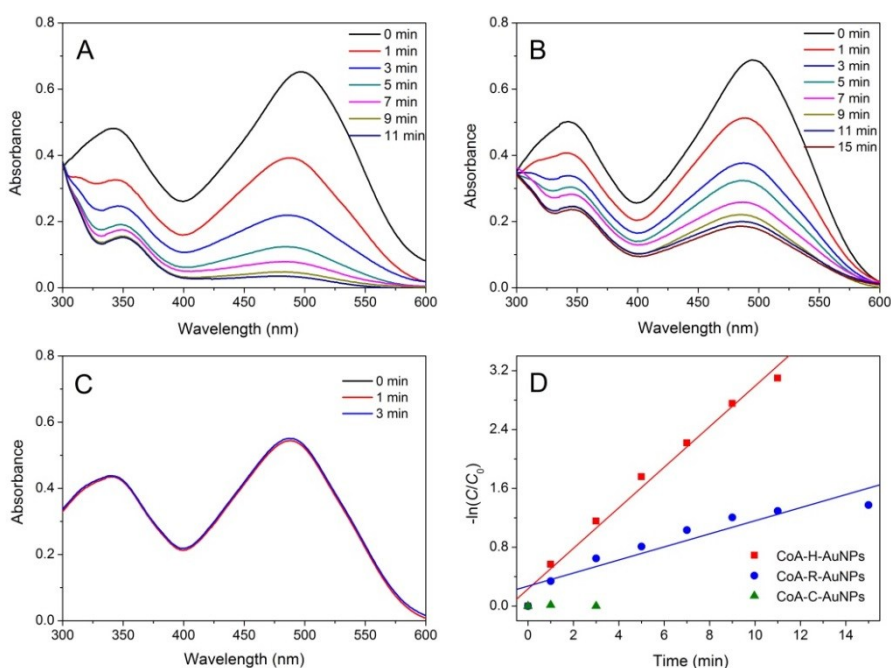 A
0 min
1 min
3 min
5 min
7 min
9 min
11 min
0.8
0.6
0.4
0.2
0.0
300 350 400 450 500 550 600
Absorbance
Wavelength (nm)
B
0 min
1 min
3 min
5 min
7 min
9 min
11 min
15 min
0.8
0.6
0.4
0.2
0.0
300 350 400 450 500 550 600
Absorbance
Wavelength (nm)
C
0 min
1 min
3 min
0.8
0.6
0.4
0.2
0.0
300 350 400 450 500 550 600
Absorbance
Wavelength (nm)
D
3.2
2.4
1.6
0.8
0.0
-ln(C/C₀)
CoA-H-AuNPs
CoA-R-AuNPs
CoA-C-AuNPs
0 2 4 6 8 10 12 14
Time (min)